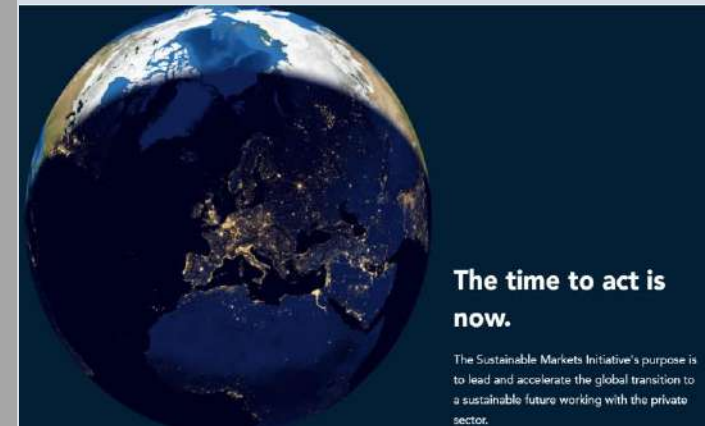 The time to act is
now.
The Sustainable Markets Initiative's purpose is
to lead and accelerate the global transition to
a sustainable future working with the private
sector.